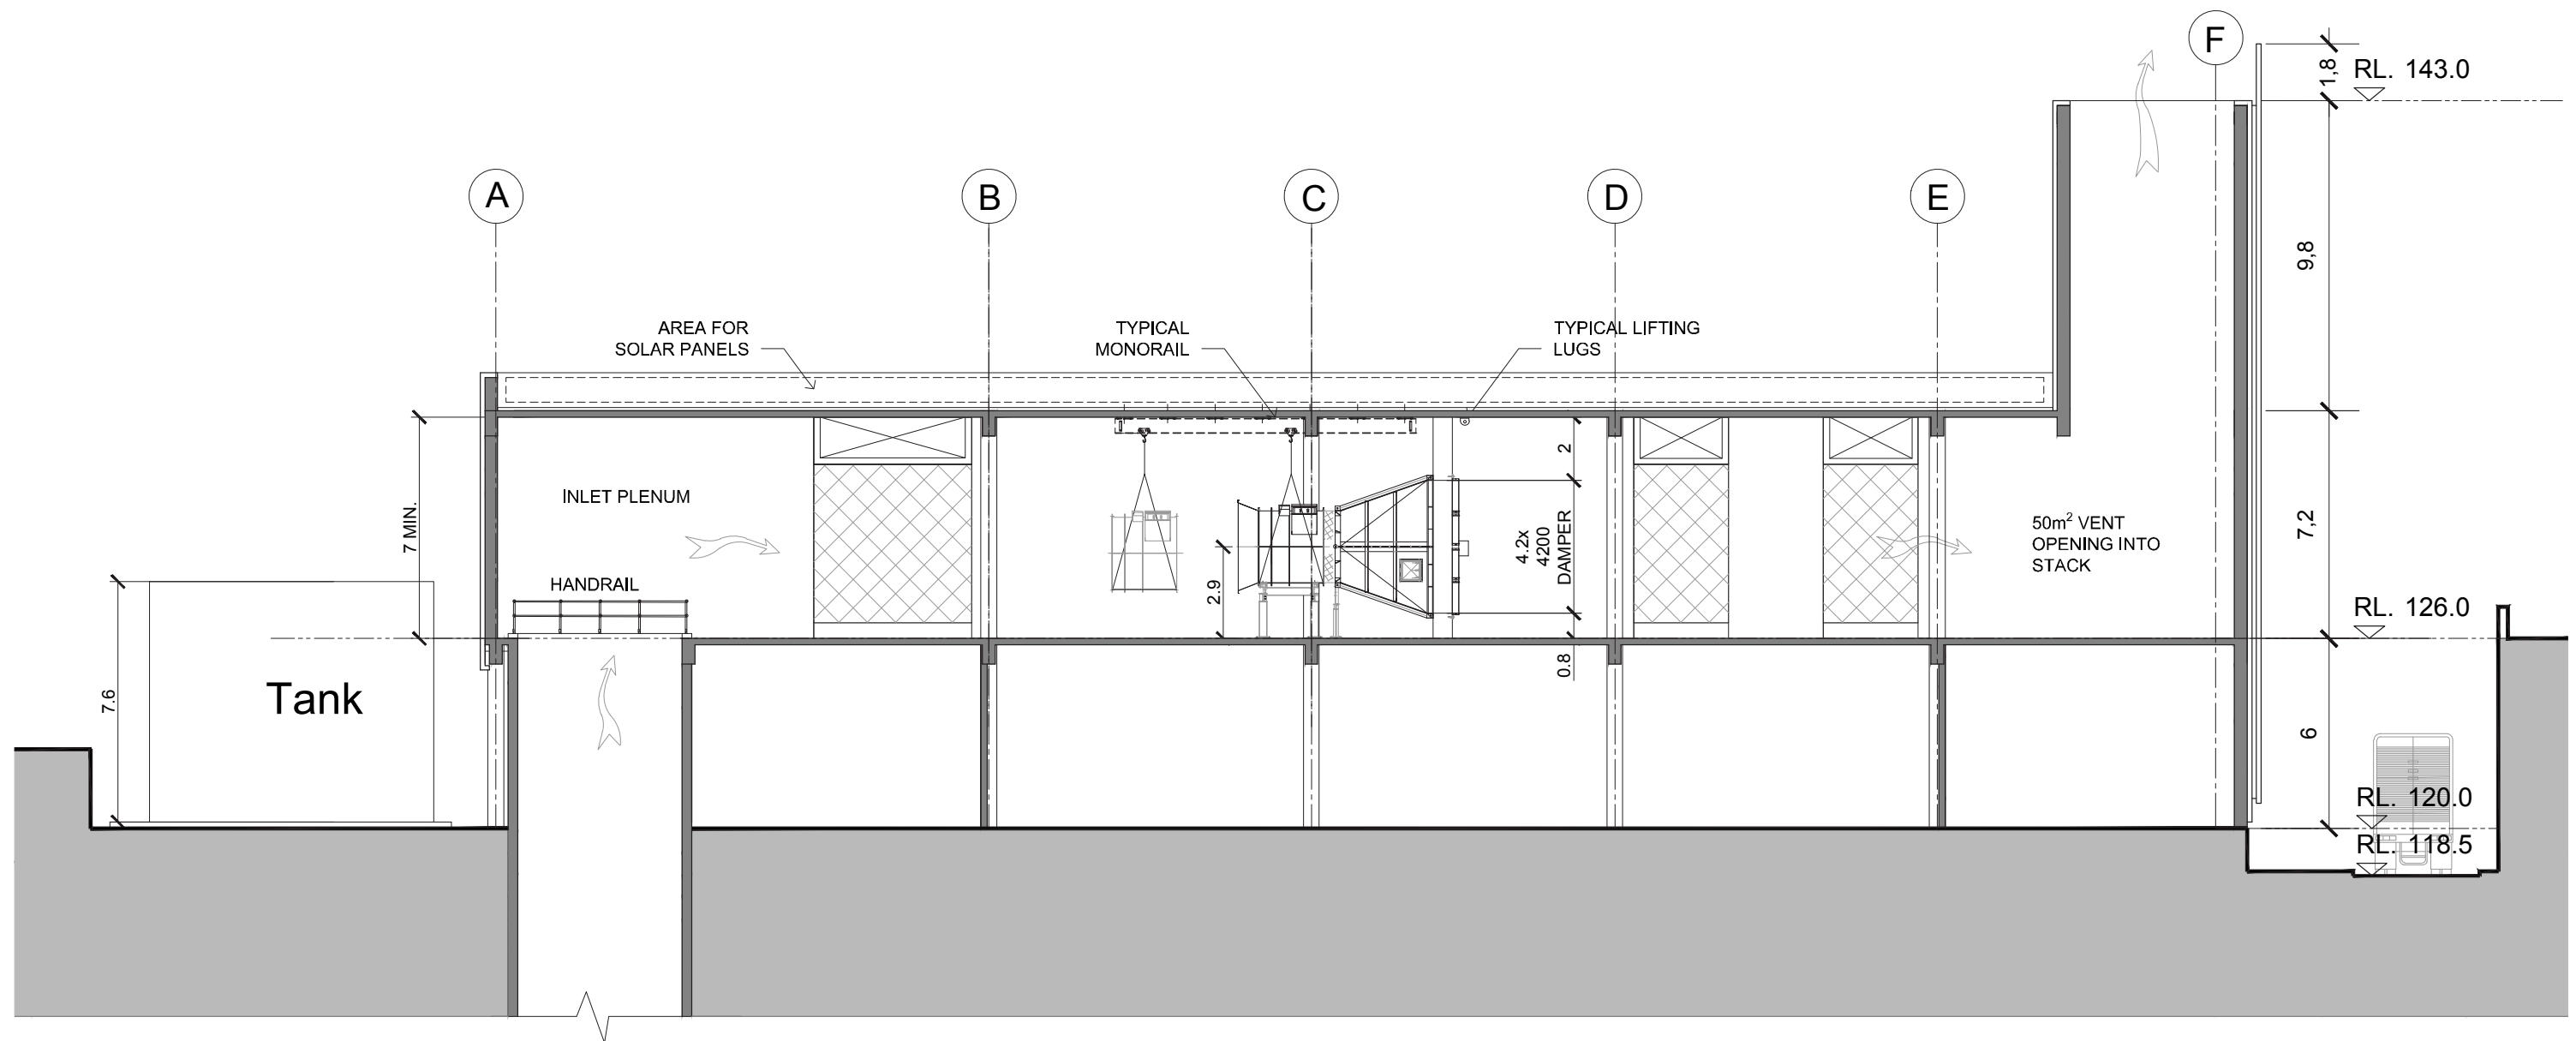 F
1,8
RL. 143.0
A
B
C
D
E
9,8
AREA FOR
SOLAR PANELS
TYPICAL
MONORAIL
TYPICAL LIFTING
LUGS
7 MIN.
INLET PLENUM
2
4.2x
4200
DAMPER
2.9
50m² VENT
OPENING INTO
STACK
7,2
HANDRAIL
RL. 126.0
0.8
7.6
Tank
6
RL. 120.0
RL. 118.5